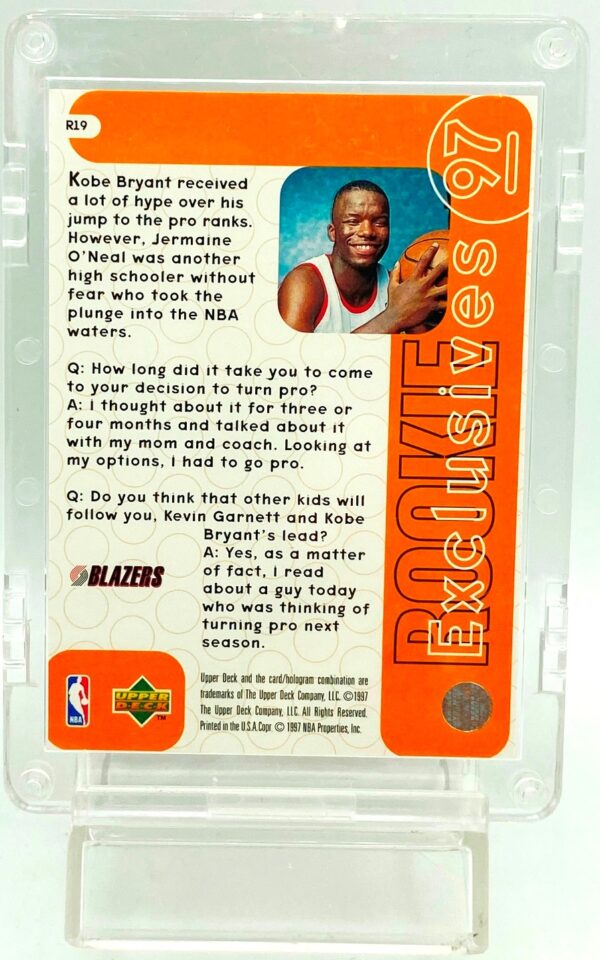 R19
Kobe Bryant received
a lot of hype over his
jump to the pro ranks.
However, Jermaine
O'Neal was another
high schooler without
fear who took the
plunge into the NBA
waters.
Q: How long did it take you to come
to your decision to turn pro?
A: I thought about it for three or
four months and talked about it
with my mom and coach. Looking at
my options, I had to go pro.
Q: Do you think that other kids will
follow you, Kevin Garnett and Kobe
Bryant's lead?
A: Yes, as a matter
of fact, I read
about a guy today
who was thinking of
turning pro next
season.
BLAZERS
ROOKIE
Exclusives 97
NBA
UPPER
DECK
TM
Upper Deck and the card/hologram combination are
trademarks of The Upper Deck Company, LLC. ©1997
The Upper Deck Company, LLC. All Rights Reserved.
Printed in the U.S.A. Copr. © 1997 NBA Properties, Inc.